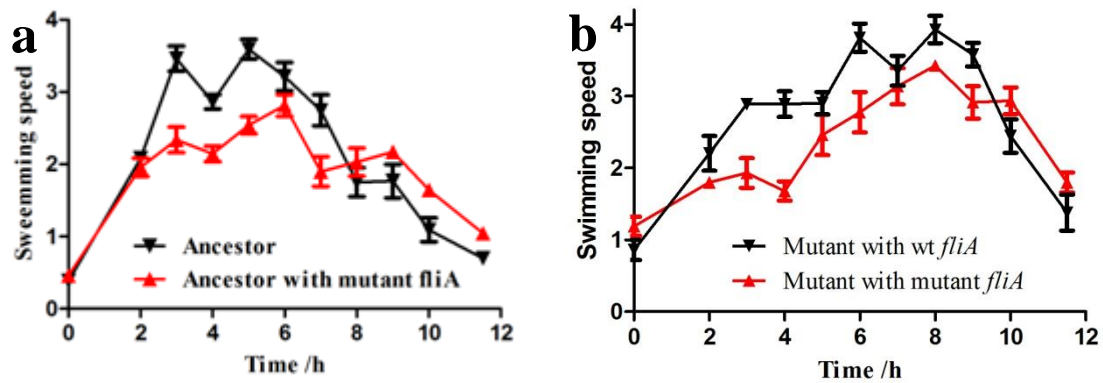 a
Sweemming speed
4
3
2
1
0
0 2 4 6 8 10 12
Time /h
Ancestor
Ancestor with mutant fliA
b
Swimming speed
4
3
2
1
0
0 2 4 6 8 10 12
Time /h
Mutant with wt fliA
Mutant with mutant fliA